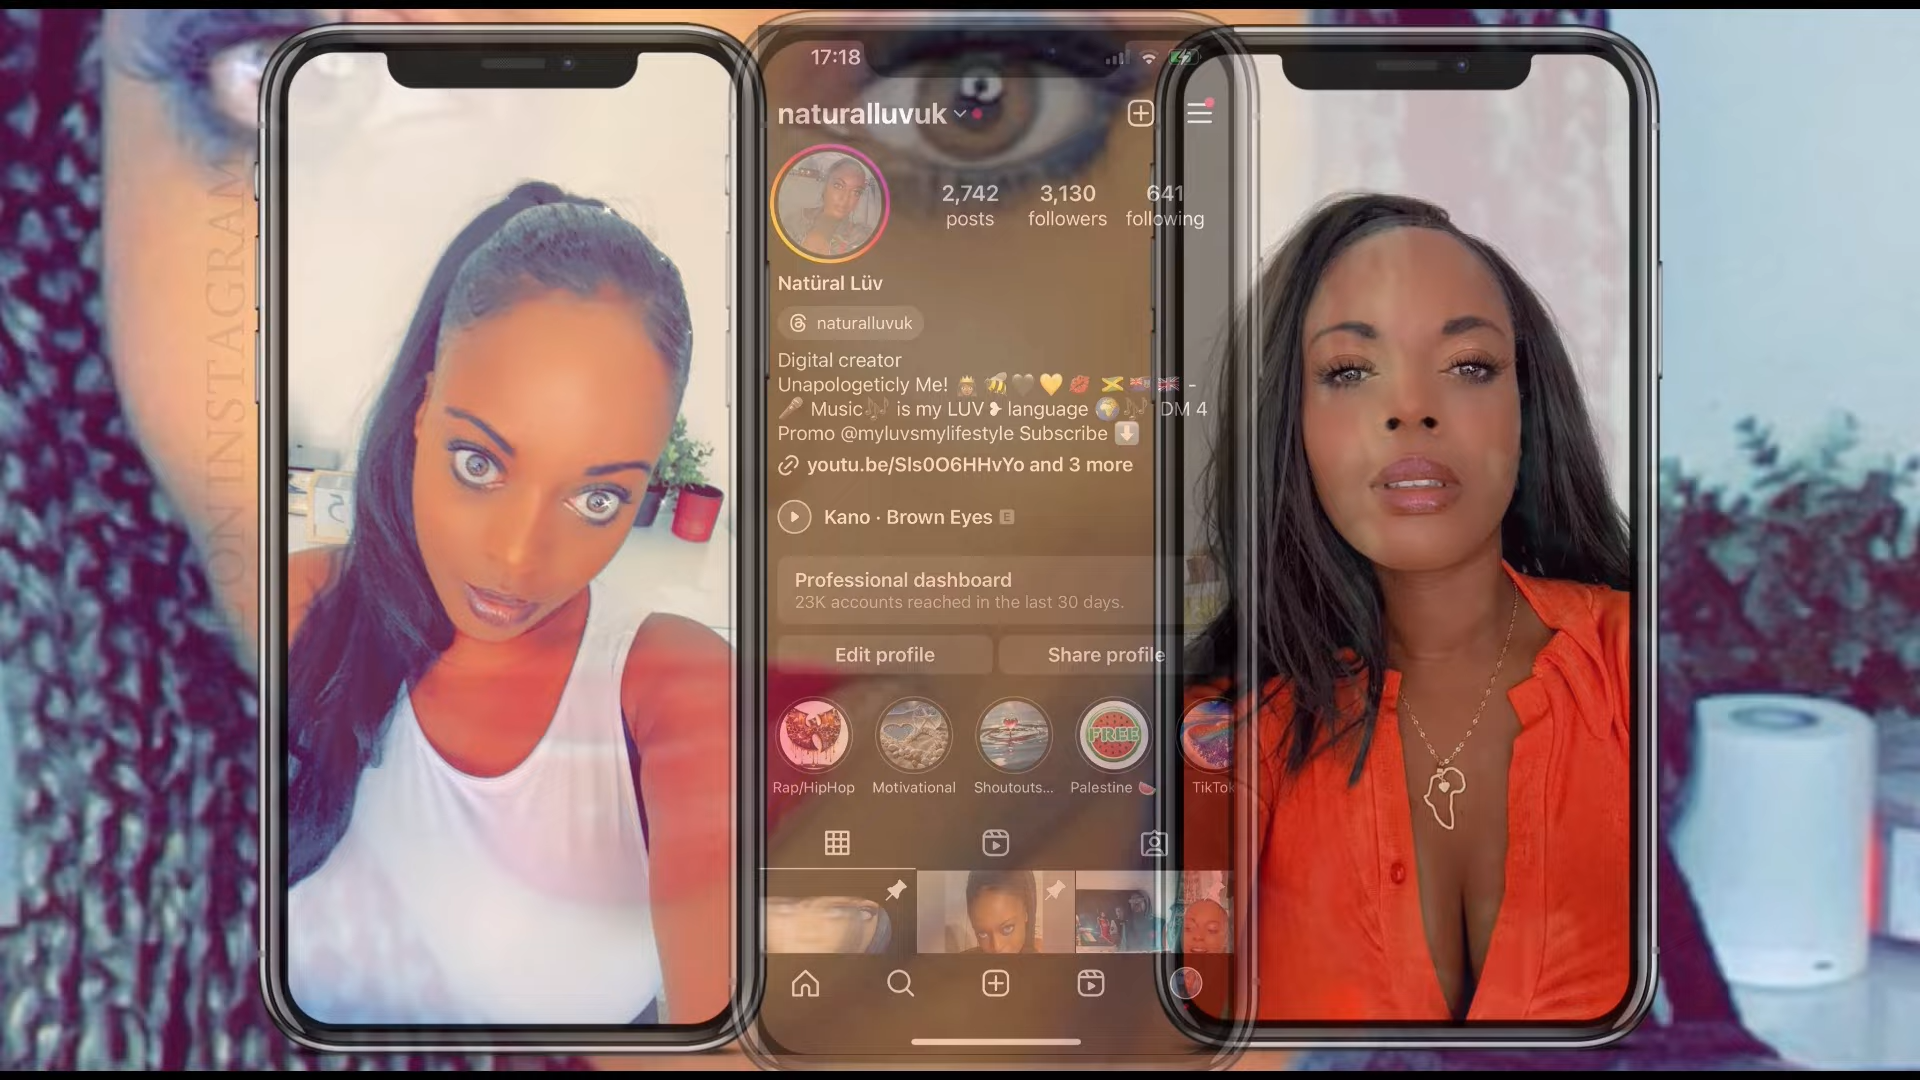 ON INSTAGRAM
17:18
naturalluvuk
2,742 3,130 641
posts followers following
Natüral Lüv
naturalluvuk
Digital creator
Unapologeticly Me! 👸🏾 🐝 🖤 💛 💋 🇯🇲 🇲🇸 🇬🇧 -
🎤 Music🎶 is my LUV ❥ language 🌍🎶 DM 4
Promo @myluvsmylifestyle Subscribe ⬇️
youtu.be/Sls0O6HHvYo and 3 more
Kano · Brown Eyes E
Professional dashboard
23K accounts reached in the last 30 days.
Edit profile Share profile
FREE
Rap/HipHop Motivational Shoutouts... Palestine 🍉 TikTok
5